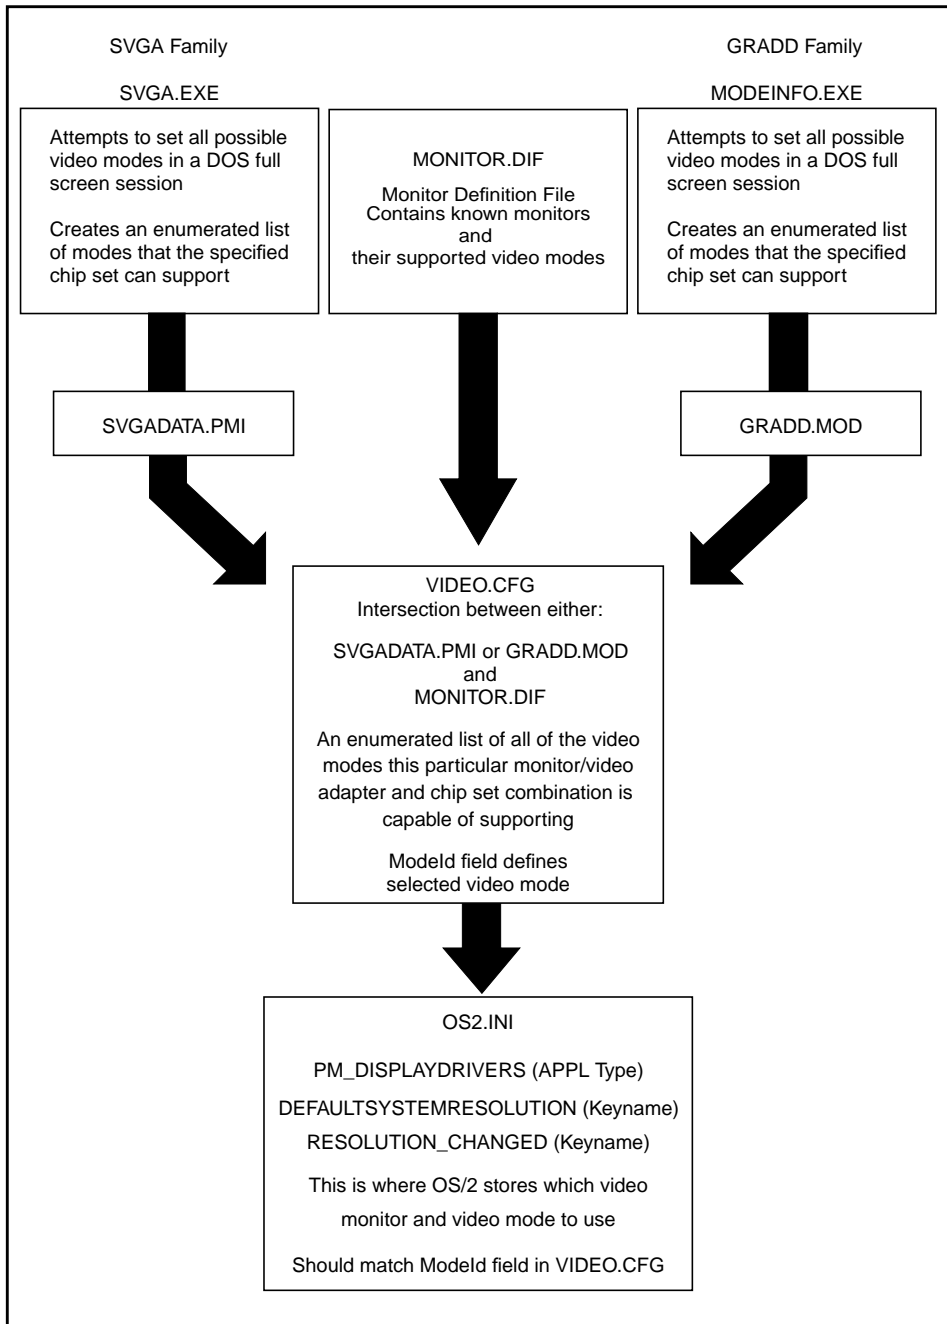 SVGA Family
SVGA.EXE
Attempts to set all possible
video modes in a DOS full
screen session
Creates an enumerated list
of modes that the specified
chip set can support
MONITOR.DIF
Monitor Definition File
Contains known monitors
and
their supported video modes
GRADD Family
MODEINFO.EXE
Attempts to set all possible
video modes in a DOS full
screen session
Creates an enumerated list
of modes that the specified
chip set can support
SVGADATA.PMI
GRADD.MOD
VIDEO.CFG
Intersection between either:
SVGADATA.PMI or GRADD.MOD
and
MONITOR.DIF
An enumerated list of all of the video
modes this particular monitor/video
adapter and chip set combination is
capable of supporting
ModeId field defines
selected video mode
OS2.INI
PM_DISPLAYDRIVERS (APPL Type)
DEFAULTSYSTEMRESOLUTION (Keyname)
RESOLUTION_CHANGED (Keyname)
This is where OS/2 stores which video
monitor and video mode to use
Should match ModeId field in VIDEO.CFG